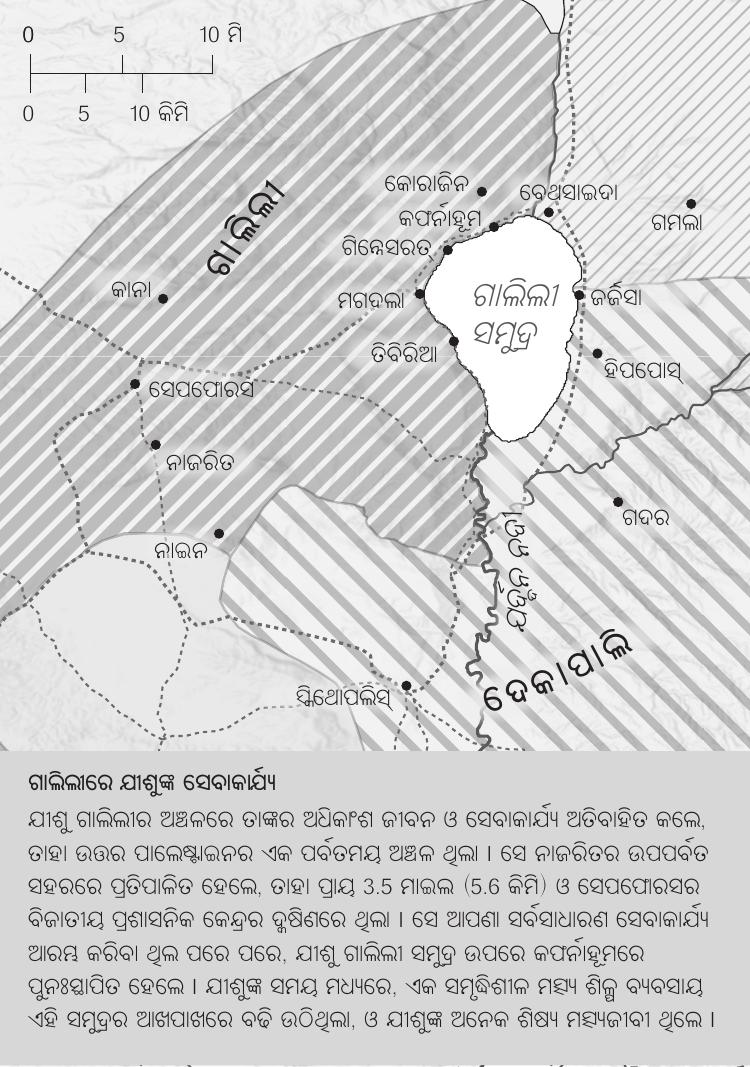 0 5 10 ମି
0 5 10 କିମି
ଗାଲିଲୀ
କୋରାଜିନ
ବେଥସାଇଦା
କଫର୍ନାହୂମ
ଗମଲା
ଗିନ୍ନେସରତ୍
କାନା
ମଗଦଲା
ଗାଲିଲୀ
ସମୁଦ୍ର
ଜର୍ଜିସା
ତିବିରିଆ
ହିପପୋସ୍
ସେପଫୋରସ
ନାଜରିତ
ଗଦର
ନାଇନ
ଯର୍ଦ୍ଦନ ନଦୀ
ଦେକାପାଲି
ସ୍କିଥୋପଲିସ୍
ଗାଲିଲୀରେ ଯୀଶୁଙ୍କ ସେବାକାର୍ଯ୍ୟ
ଯୀଶୁ ଗାଲିଲୀର ଅଞ୍ଚଳରେ ତାଙ୍କର ଅଧିକାଂଶ ଜୀବନ ଓ ସେବାକାର୍ଯ୍ୟ ଅତିବାହିତ କଲେ,
ତାହା ଉତ୍ତର ପାଲେଷ୍ଟାଇନର ଏକ ପର୍ବତମୟ ଅଞ୍ଚଳ ଥିଲା । ସେ ନାଜରିତର ଉପପର୍ବତ
ସହରରେ ପ୍ରତିପାଳିତ ହେଲେ, ତାହା ପ୍ରାୟ 3.5 ମାଇଲ (5.6 କିମି) ଓ ସେପଫୋରସର
ବିଜାତୀୟ ପ୍ରଶାସନିକ କେନ୍ଦ୍ରର ଦ୍କଷିଣରେ ଥିଲା । ସେ ଆପଣା ସର୍ବସାଧାରଣ ସେବାକାର୍ଯ୍ୟ
ଆରମ୍ଭ କରିବା ଥିଲ ପରେ ପରେ, ଯୀଶୁ ଗାଲିଲୀ ସମୁଦ୍ର ଉପରେ କଫର୍ନାହୂମରେ
ପୁନଃସ୍ଥାପିତ ହେଲେ । ଯୀଶୁଙ୍କ ସମୟ ମଧ୍ୟରେ, ଏକ ସମୃଦ୍ଧିଶୀଳ ମତ୍ସ୍ୟ ଶିଳ୍ପ ବ୍ୟବସାୟ
ଏହି ସମୁଦ୍ରର ଆଖପାଖରେ ବଢ଼ି ଉଠିଥିଲା, ଓ ଯୀଶୁଙ୍କ ଅନେକ ଶିଷ୍ୟ ମତ୍ସ୍ୟଜୀବୀ ଥିଲେ ।